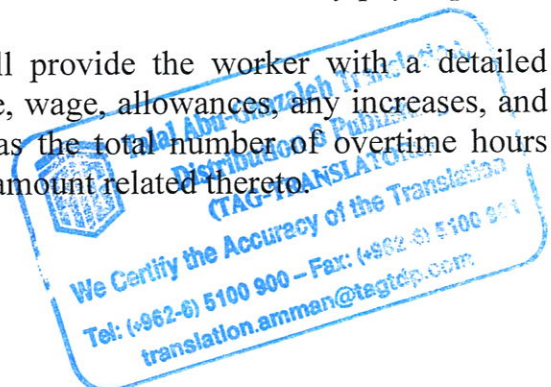 ll provide the worker with a detailed
e, wage, allowances, any increases, and
as the total number of overtime hours
amount related thereto.
Talal Abu-Ghazaleh Translation,
Distribution & Publishing
(TAG-TRANSLATORS)
We Certify the Accuracy of the Translation
Tel: (+962-6) 5100 900 – Fax: (+962-6) 5100 901
translation.amman@tagtdp.com